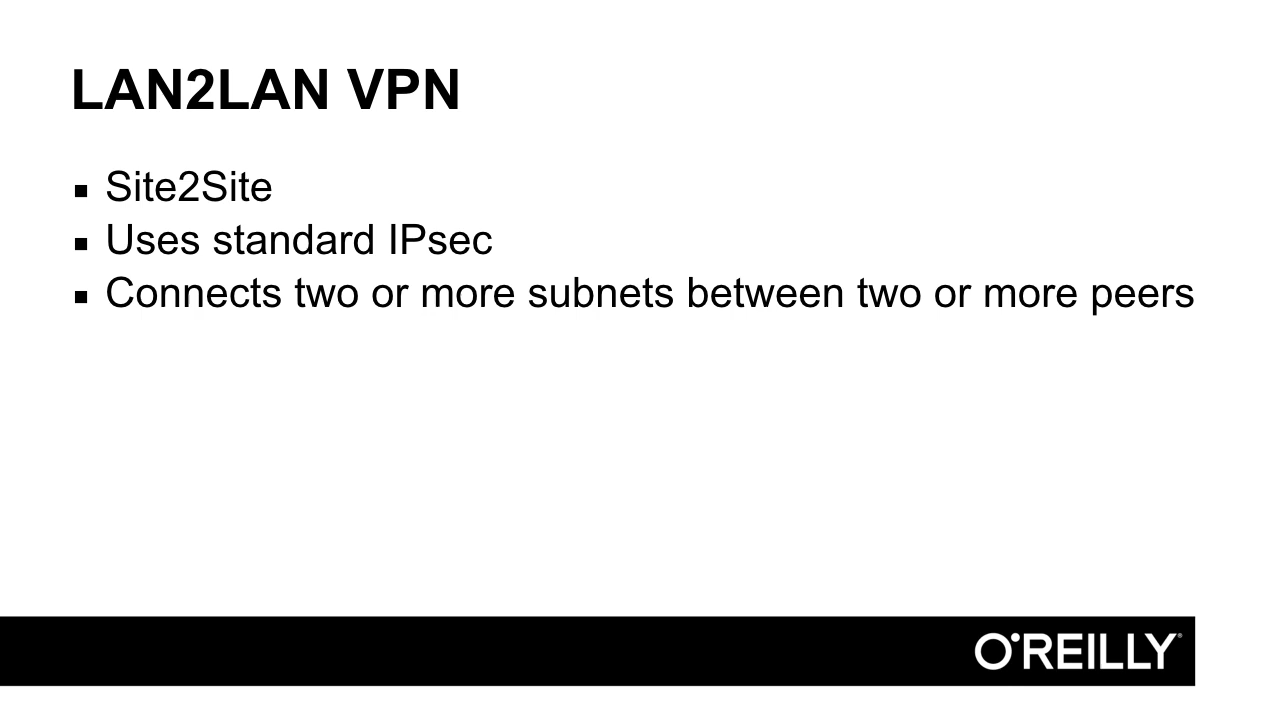 LAN2LAN VPN
▪ Site2Site
▪ Uses standard IPsec
▪ Connects two or more subnets between two or more peers
O'REILLY®